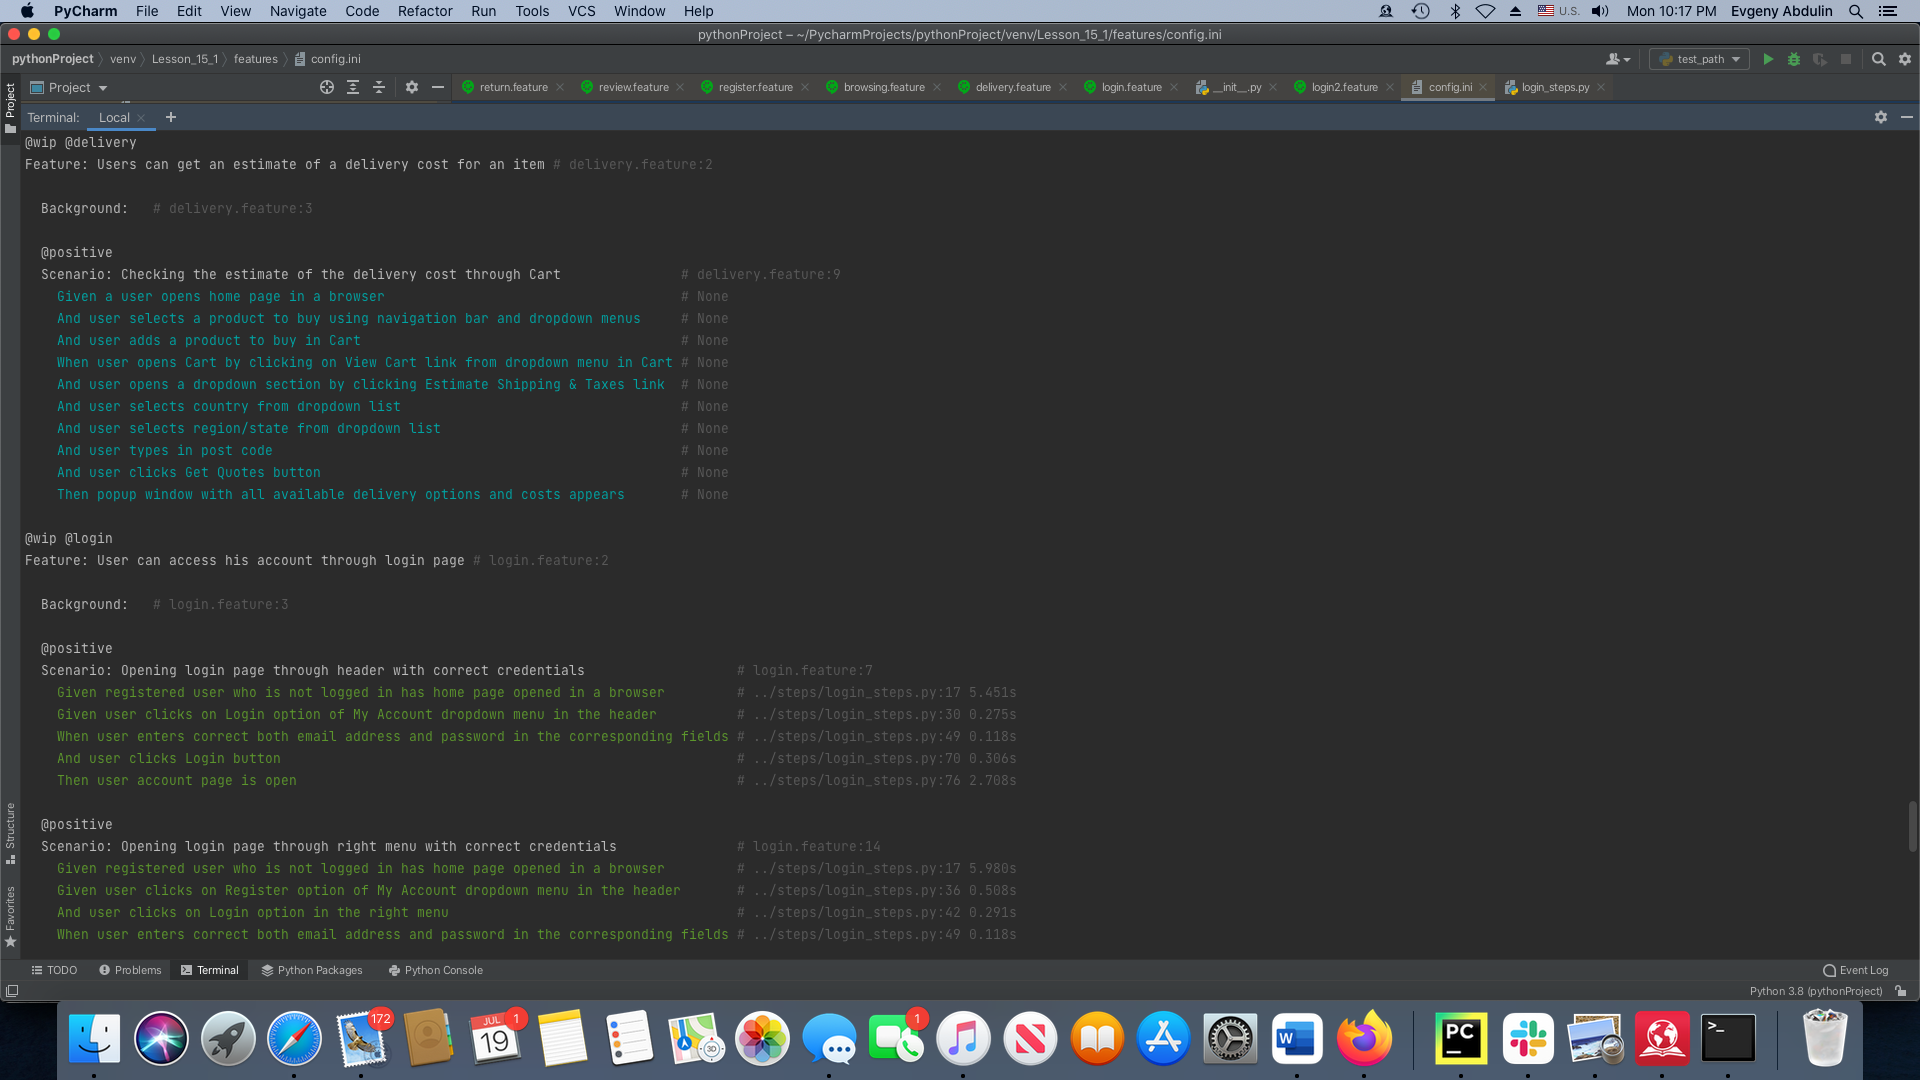 PyCharm File Edit View Navigate Code Refactor Run Tools VCS Window Help U.S. Mon 10:17 PM Evgeny Abdulin
pythonProject – ~/PycharmProjects/pythonProject/venv/Lesson_15_1/features/config.ini
pythonProject venv Lesson_15_1 features config.ini test_path
Project return.feature review.feature register.feature browsing.feature delivery.feature login.feature __init__.py login2.feature config.ini login_steps.py
Project
Terminal: Local
@wip @delivery
Feature: Users can get an estimate of a delivery cost for an item # delivery.feature:2
Background: # delivery.feature:3
@positive
Scenario: Checking the estimate of the delivery cost through Cart # delivery.feature:9
Given a user opens home page in a browser # None
And user selects a product to buy using navigation bar and dropdown menus # None
And user adds a product to buy in Cart # None
When user opens Cart by clicking on View Cart link from dropdown menu in Cart # None
And user opens a dropdown section by clicking Estimate Shipping & Taxes link # None
And user selects country from dropdown list # None
And user selects region/state from dropdown list # None
And user types in post code # None
And user clicks Get Quotes button # None
Then popup window with all available delivery options and costs appears # None
@wip @login
Feature: User can access his account through login page # login.feature:2
Background: # login.feature:3
@positive
Scenario: Opening login page through header with correct credentials # login.feature:7
Given registered user who is not logged in has home page opened in a browser # ../steps/login_steps.py:17 5.451s
Given user clicks on Login option of My Account dropdown menu in the header # ../steps/login_steps.py:30 0.275s
When user enters correct both email address and password in the corresponding fields # ../steps/login_steps.py:49 0.118s
And user clicks Login button # ../steps/login_steps.py:70 0.306s
Then user account page is open # ../steps/login_steps.py:76 2.708s
@positive
Scenario: Opening login page through right menu with correct credentials # login.feature:14
Given registered user who is not logged in has home page opened in a browser # ../steps/login_steps.py:17 5.980s
Given user clicks on Register option of My Account dropdown menu in the header # ../steps/login_steps.py:36 0.508s
And user clicks on Login option in the right menu # ../steps/login_steps.py:42 0.291s
When user enters correct both email address and password in the corresponding fields # ../steps/login_steps.py:49 0.118s
Structure
Favorites
TODO Problems Terminal Python Packages Python Console Event Log
Python 3.8 (pythonProject)
172
JUL
19
1
3D
1
W
PC
>_